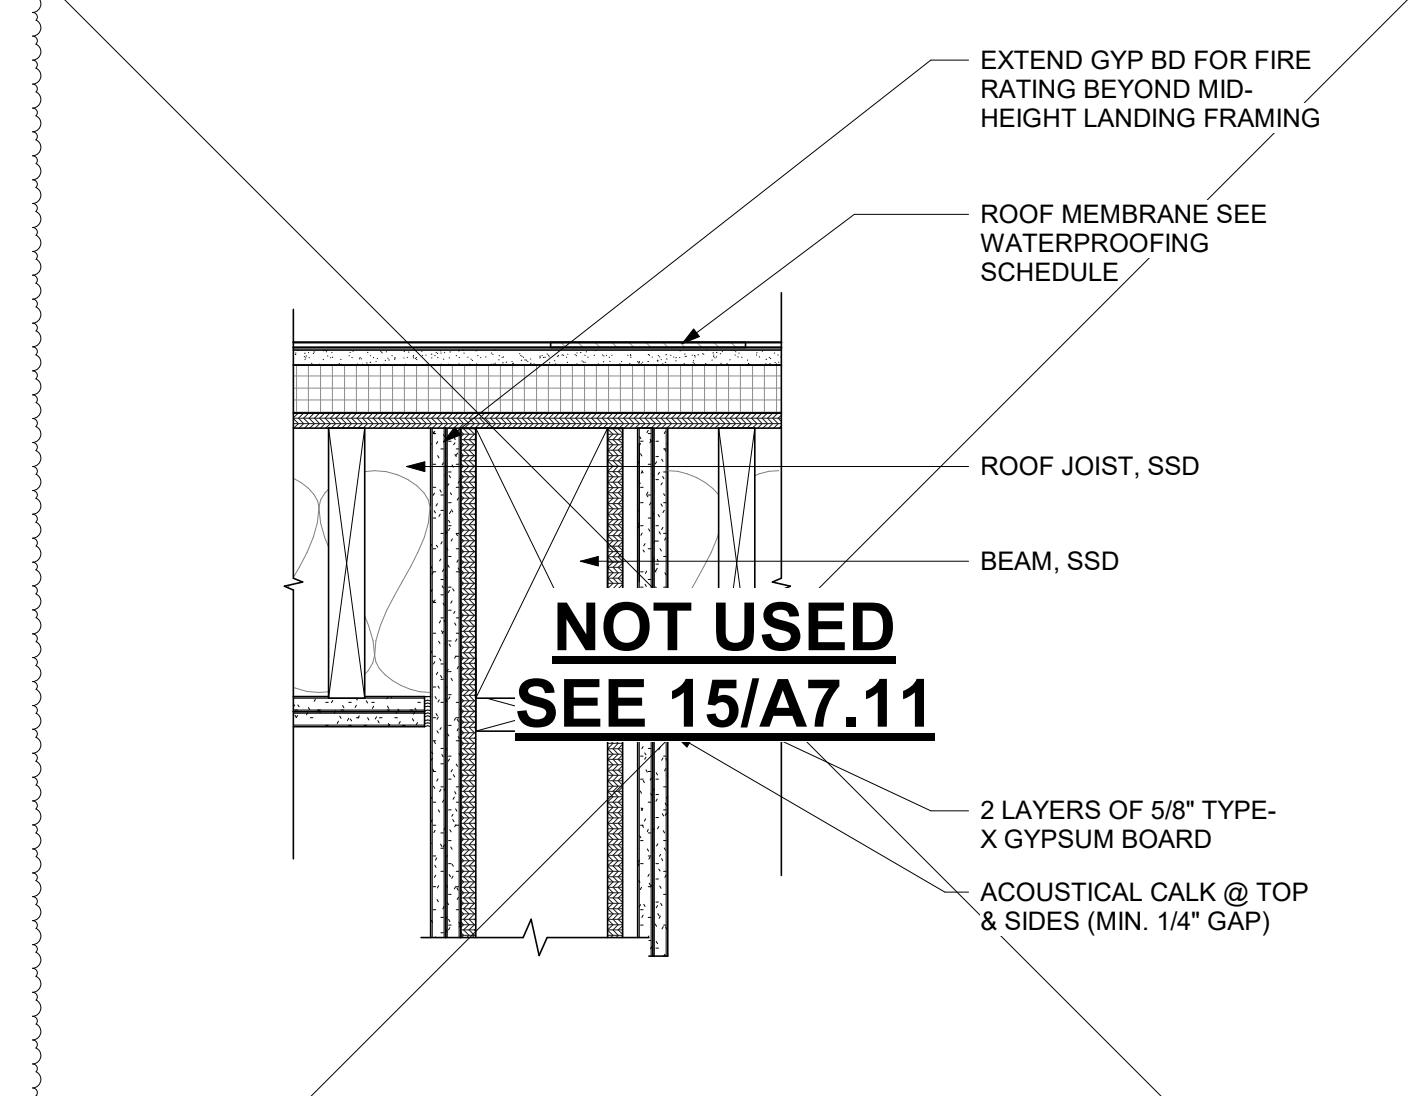 EXTEND GYP BD FOR FIRE
RATING BEYOND MID-
HEIGHT LANDING FRAMING
ROOF MEMBRANE SEE
WATERPROOFING
SCHEDULE
ROOF JOIST, SSD
BEAM, SSD
NOT USED
SEE 15/A7.11
2 LAYERS OF 5/8" TYPE-
X GYPSUM BOARD
ACOUSTICAL CALK @ TOP
& SIDES (MIN. 1/4" GAP)